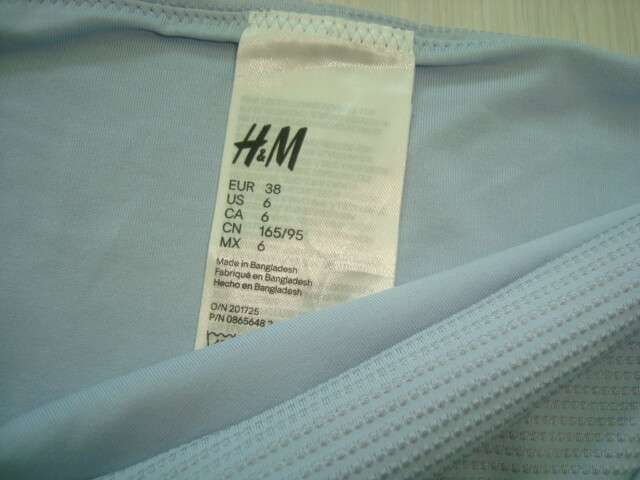 H&M
EUR 38
US 6
CA 6
CN 165/95
MX 6
Made in Bangladesh
Fabriqué en Bangladesh
Hecho en Bangladesh
O/N 201725
P/N 0865648